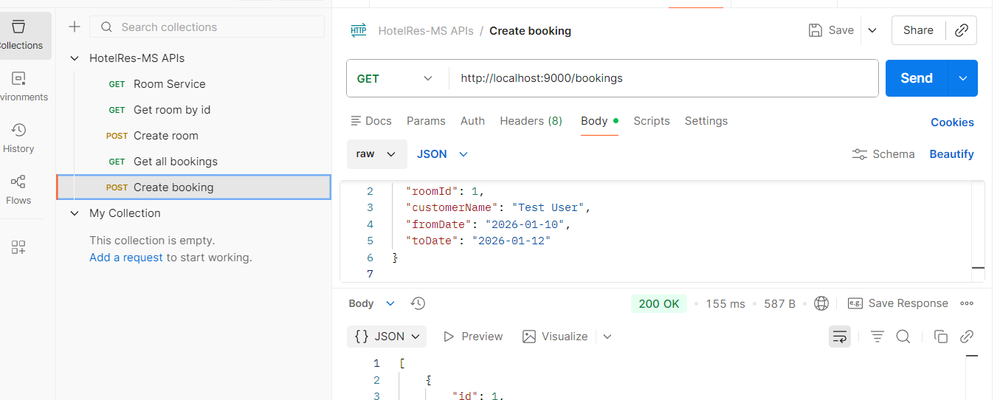 Search collections
ollections
HotelRes-MS APIs
GET Room Service
vironments
GET Get room by id
POST Create room
History
GET Get all bookings
POST Create booking
Flows
My Collection
This collection is empty.
Add a request to start working.
HTTP HotelRes-MS APIs / Create booking Save Share
GET http://localhost:9000/bookings Send
Docs Params Auth Headers (8) Body Scripts Settings Cookies
raw JSON Schema Beautify
2 "roomId": 1,
3 "customerName": "Test User",
4 "fromDate": "2026-01-10",
5 "toDate": "2026-01-12"
6 }
7
Body 200 OK • 155 ms • 587 B • e.g. Save Response
{} JSON Preview Visualize
1 [
2 {
3 "id": 1,